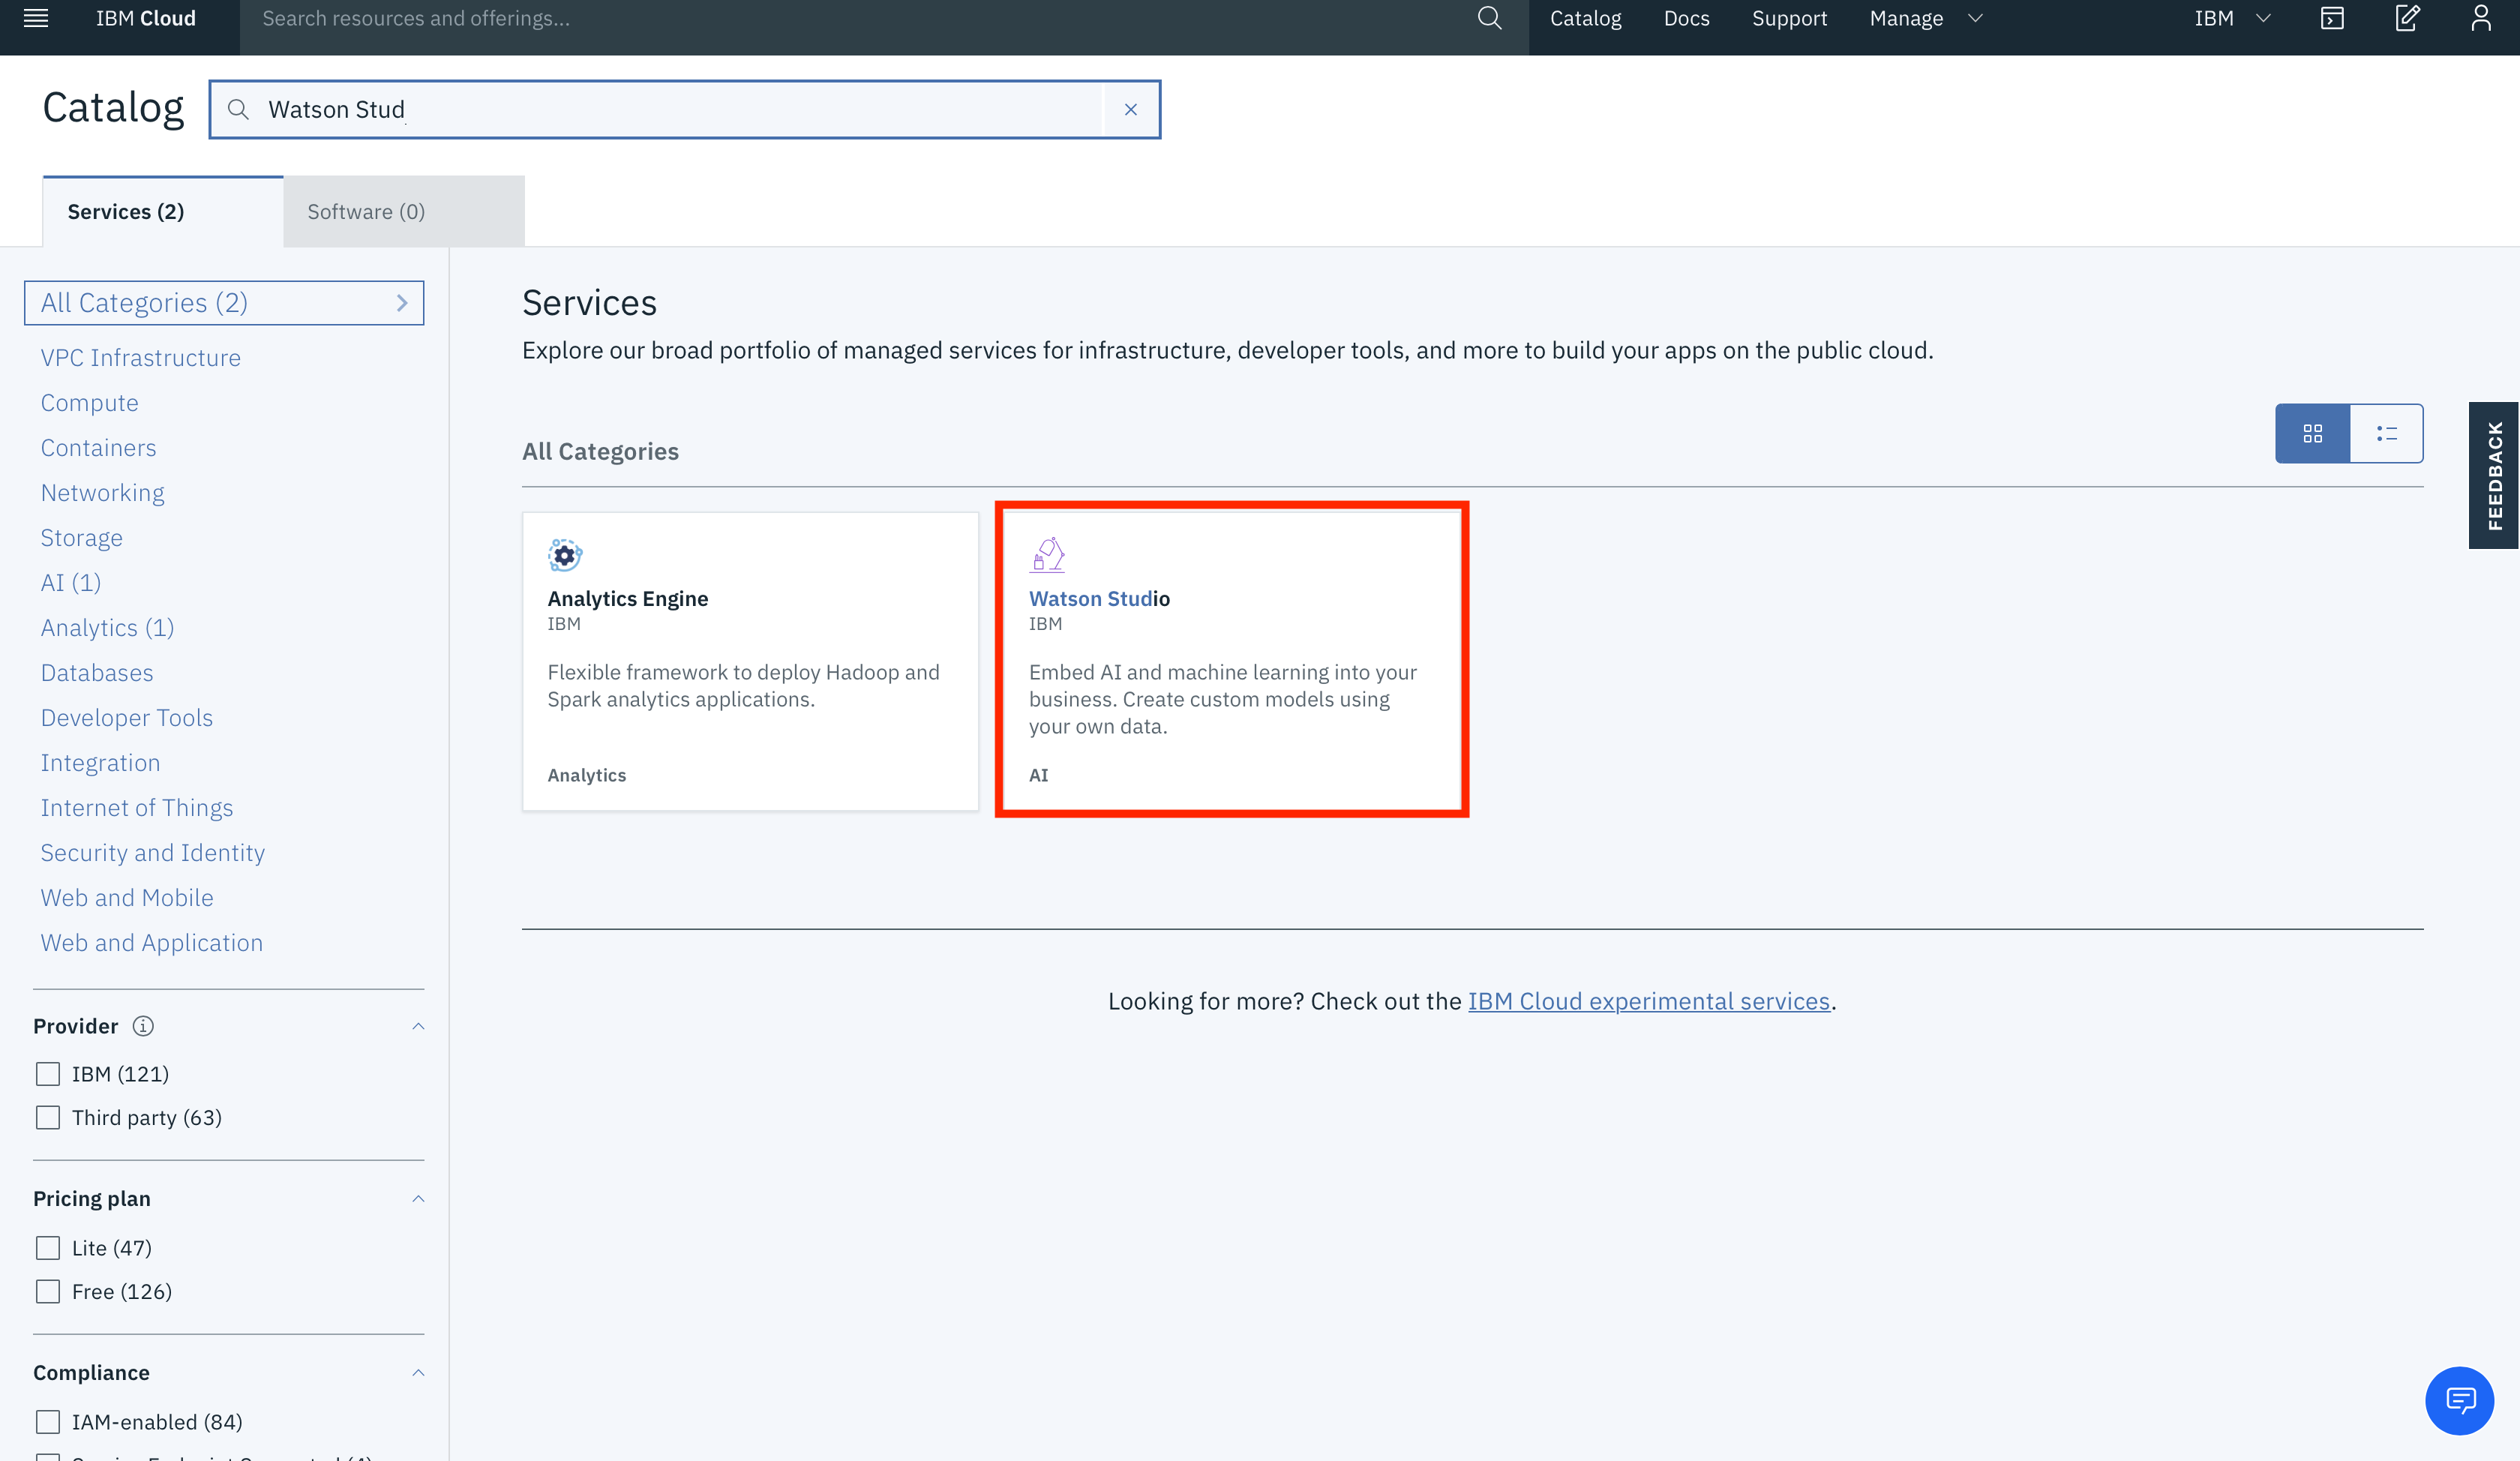 IBM Cloud
Search resources and offerings...
Catalog
Docs
Support
Manage
IBM
Catalog
Watson Stud
Services (2)
Software (0)
All Categories (2)
VPC Infrastructure
Compute
Containers
Networking
Storage
AI (1)
Analytics (1)
Databases
Developer Tools
Integration
Internet of Things
Security and Identity
Web and Mobile
Web and Application
Provider
IBM (121)
Third party (63)
Pricing plan
Lite (47)
Free (126)
Compliance
IAM-enabled (84)
Services
Explore our broad portfolio of managed services for infrastructure, developer tools, and more to build your apps on the public cloud.
All Categories
Analytics Engine
IBM
Flexible framework to deploy Hadoop and
Spark analytics applications.
Analytics
Watson Studio
IBM
Embed AI and machine learning into your
business. Create custom models using
your own data.
AI
Looking for more? Check out the IBM Cloud experimental services.
FEEDBACK